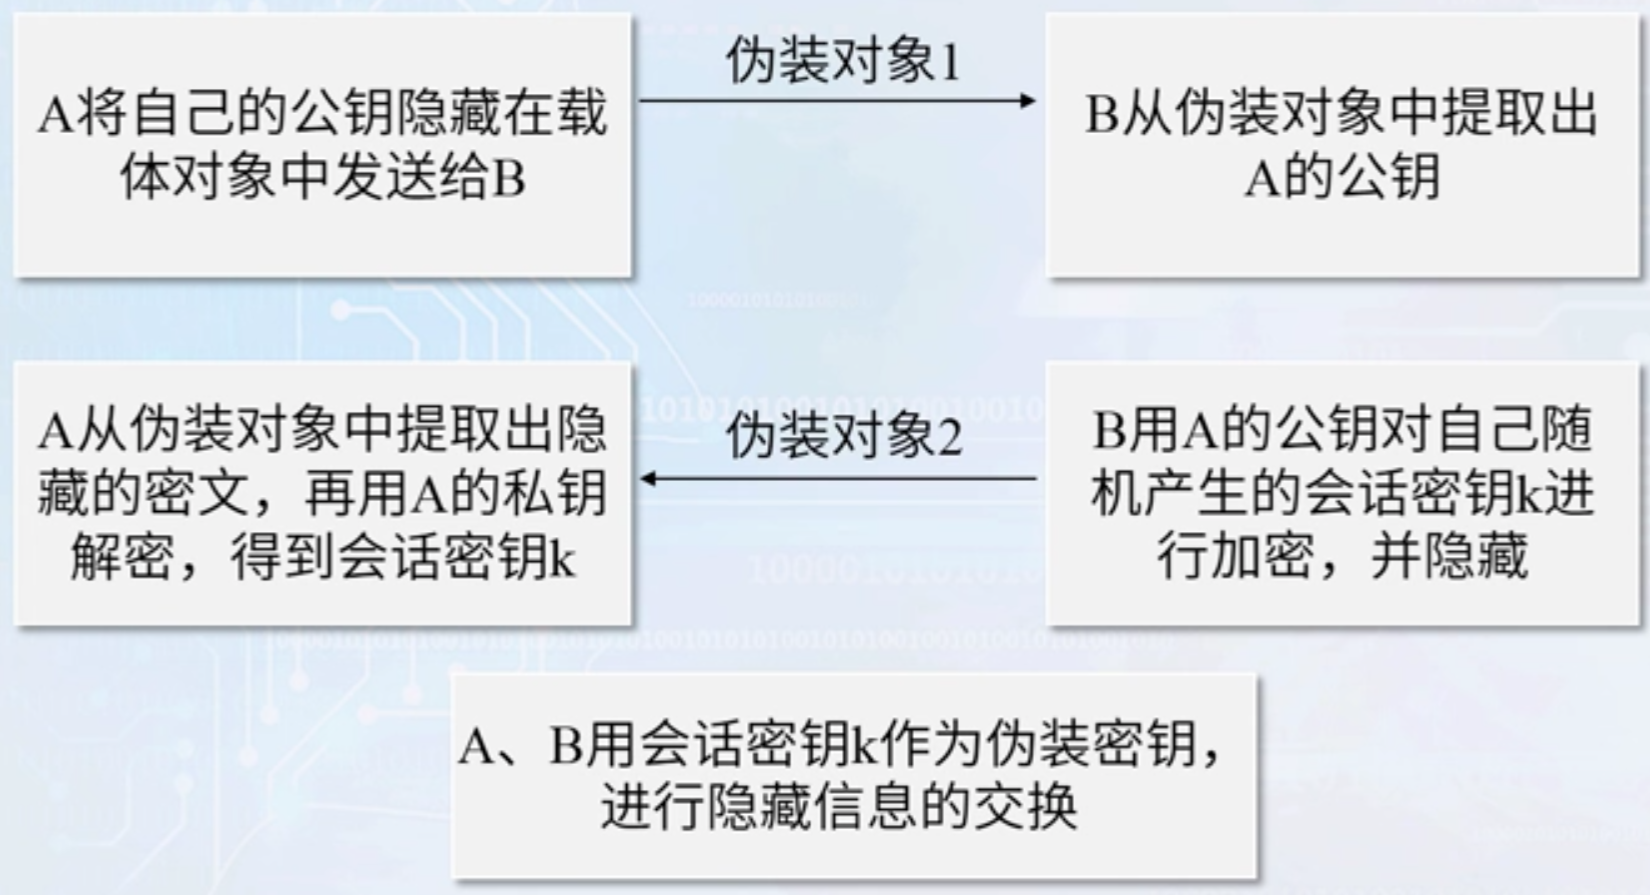 A将自己的公钥隐藏在载
体对象中发送给B
伪装对象1
B从伪装对象中提取出
A的公钥
A从伪装对象中提取出隐
藏的密文，再用A的私钥
解密，得到会话密钥k
伪装对象2
B用A的公钥对自己随
机产生的会话密钥k进
行加密，并隐藏
A、B用会话密钥k作为伪装密钥，
进行隐藏信息的交换